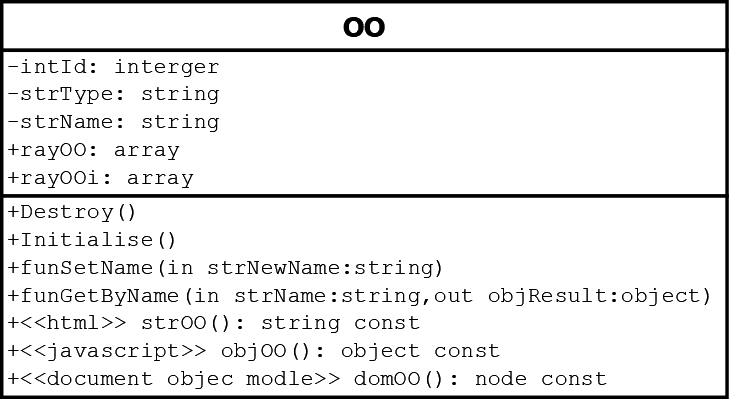 OO
-intId: interger
-strType: string
-strName: string
+rayOO: array
+rayOOi: array
+Destroy()
+Initialise()
+funSetName(in strNewName:string)
+funGetByName(in strName:string,out objResult:object)
+<<html>> strOO(): string const
+<<javascript>> objOO(): object const
+<<document objec modle>> domOO(): node const